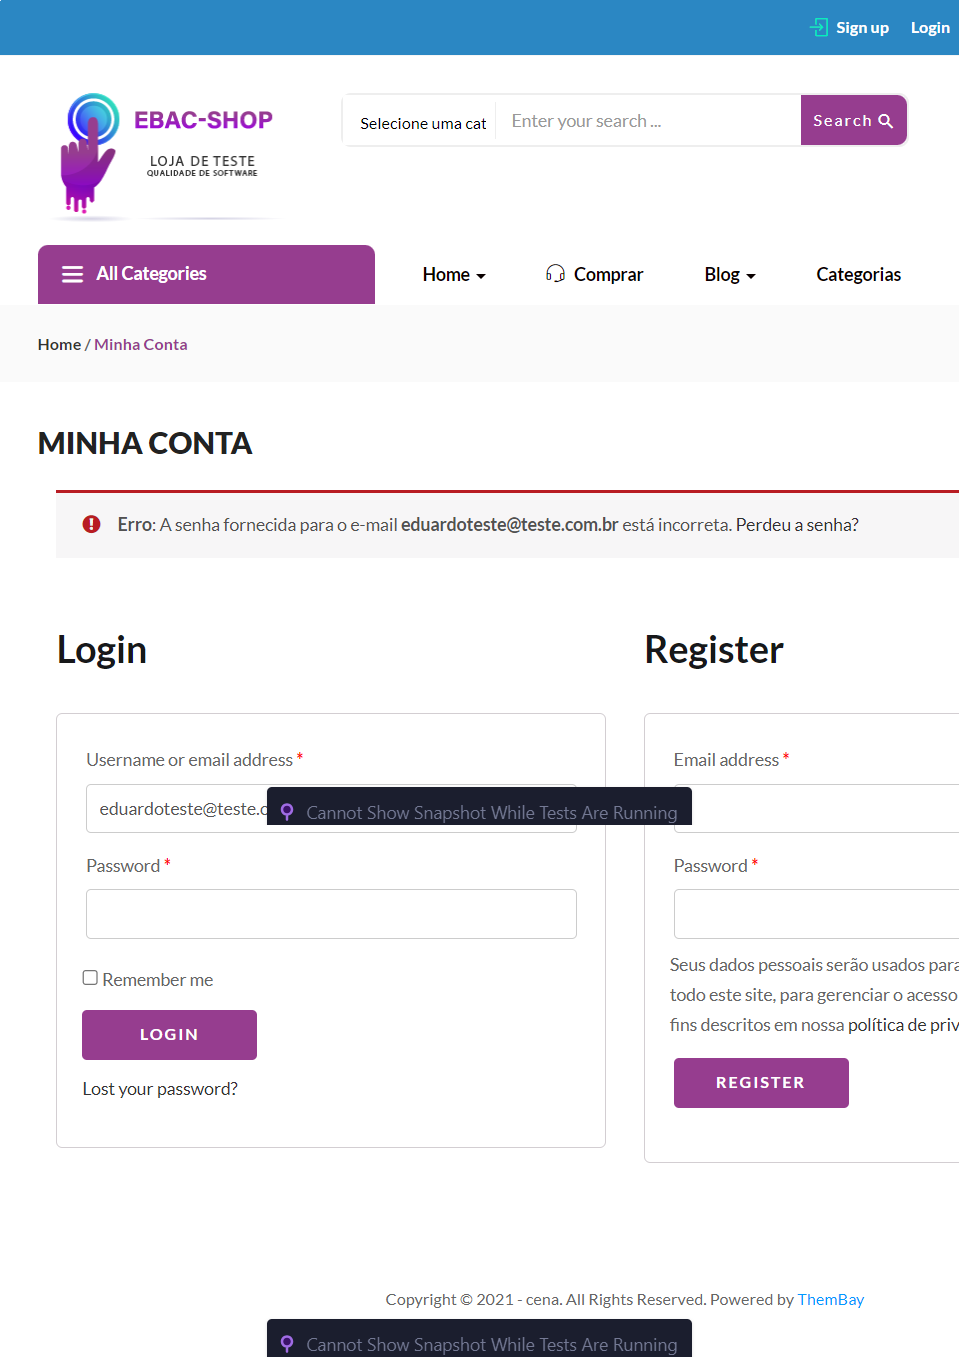 Sign up Login
EBAC-SHOP
LOJA DE TESTE
QUALIDADE DE SOFTWARE
Selecione uma cat Enter your search ... Search
All Categories Home Comprar Blog Categorias
Home / Minha Conta
MINHA CONTA
Erro: A senha fornecida para o e-mail eduardoteste@teste.com.br está incorreta. Perdeu a senha?
Login
Username or email address *
eduardoteste@teste.c
Cannot Show Snapshot While Tests Are Running
Password *
Remember me
LOGIN
Lost your password?
Register
Email address *
Password *
Seus dados pessoais serão usados para
todo este site, para gerenciar o acesso
fins descritos em nossa política de priv
REGISTER
Copyright © 2021 - cena. All Rights Reserved. Powered by ThemBay
Cannot Show Snapshot While Tests Are Running